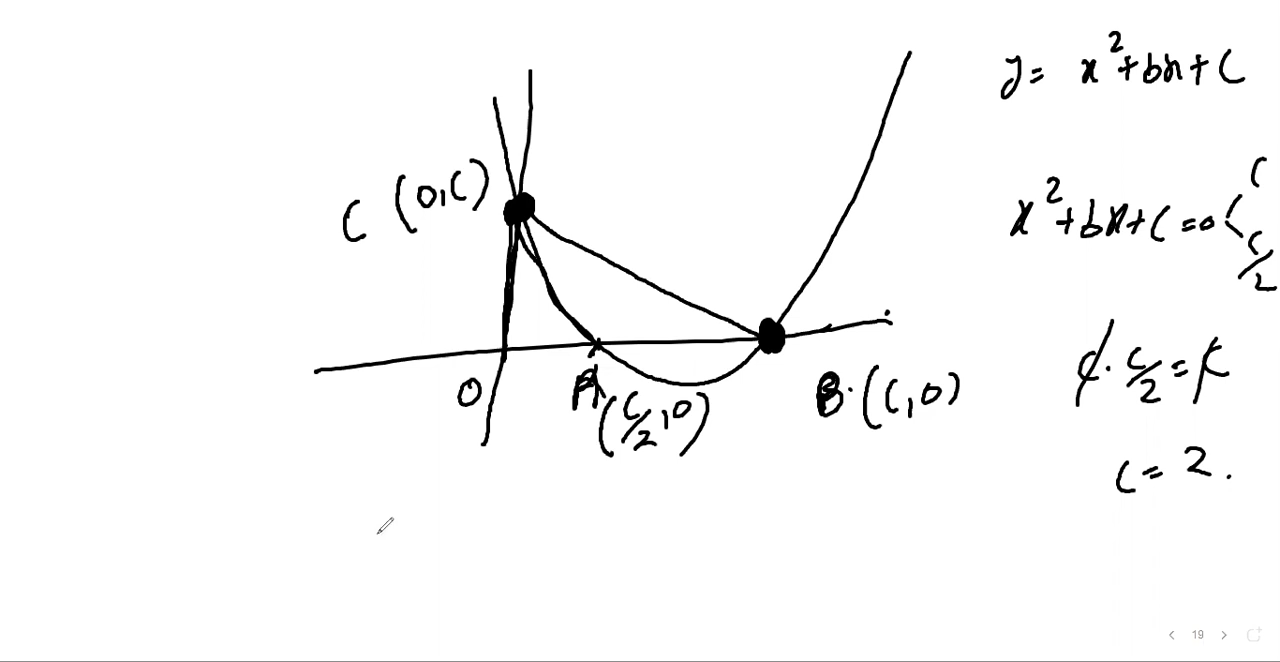 y = x² + bx + c
C (0, c)
x² + bx + c = 0 < c
c/2
c · c/2 = c
O
A
(c/2, 0)
B · (c, 0)
c = 2 .
< 19 >